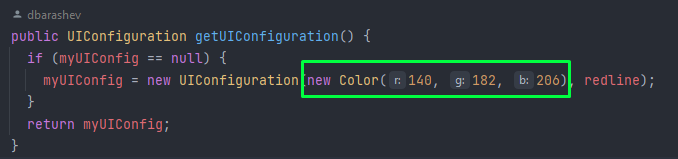 dbarashev
public UIConfiguration getUIConfiguration() {
if (myUIConfig == null) {
myUIConfig = new UIConfiguration(new Color( r: 140, g: 182, b: 206), redline);
}
return myUIConfig;
}